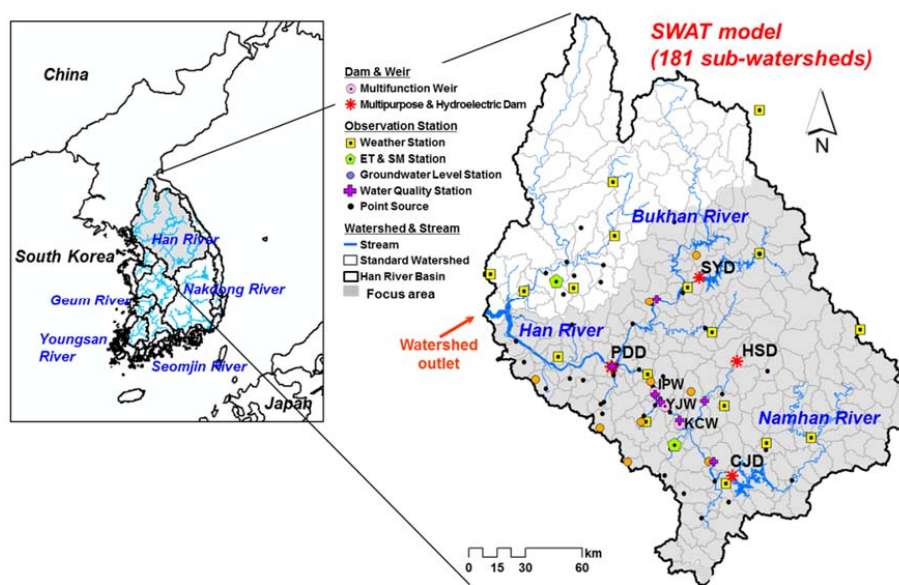 China
South Korea
Han River
Geum River
Nakdong River
Youngsan
River
Seomjin River
Japan
Dam & Weir
Multifunction Weir
Multipurpose & Hydroelectric Dam
Observation Station
Weather Station
ET & SM Station
Groundwater Level Station
Water Quality Station
Point Source
Watershed & Stream
Stream
Standard Watershed
Han River Basin
Focus area
SWAT model
(181 sub-watersheds)
N
Bukhan River
SYD
Han River
Watershed
outlet
PDD
HSD
IPW
YJW
KCW
Namhan River
CJD
0 15 30 60
km